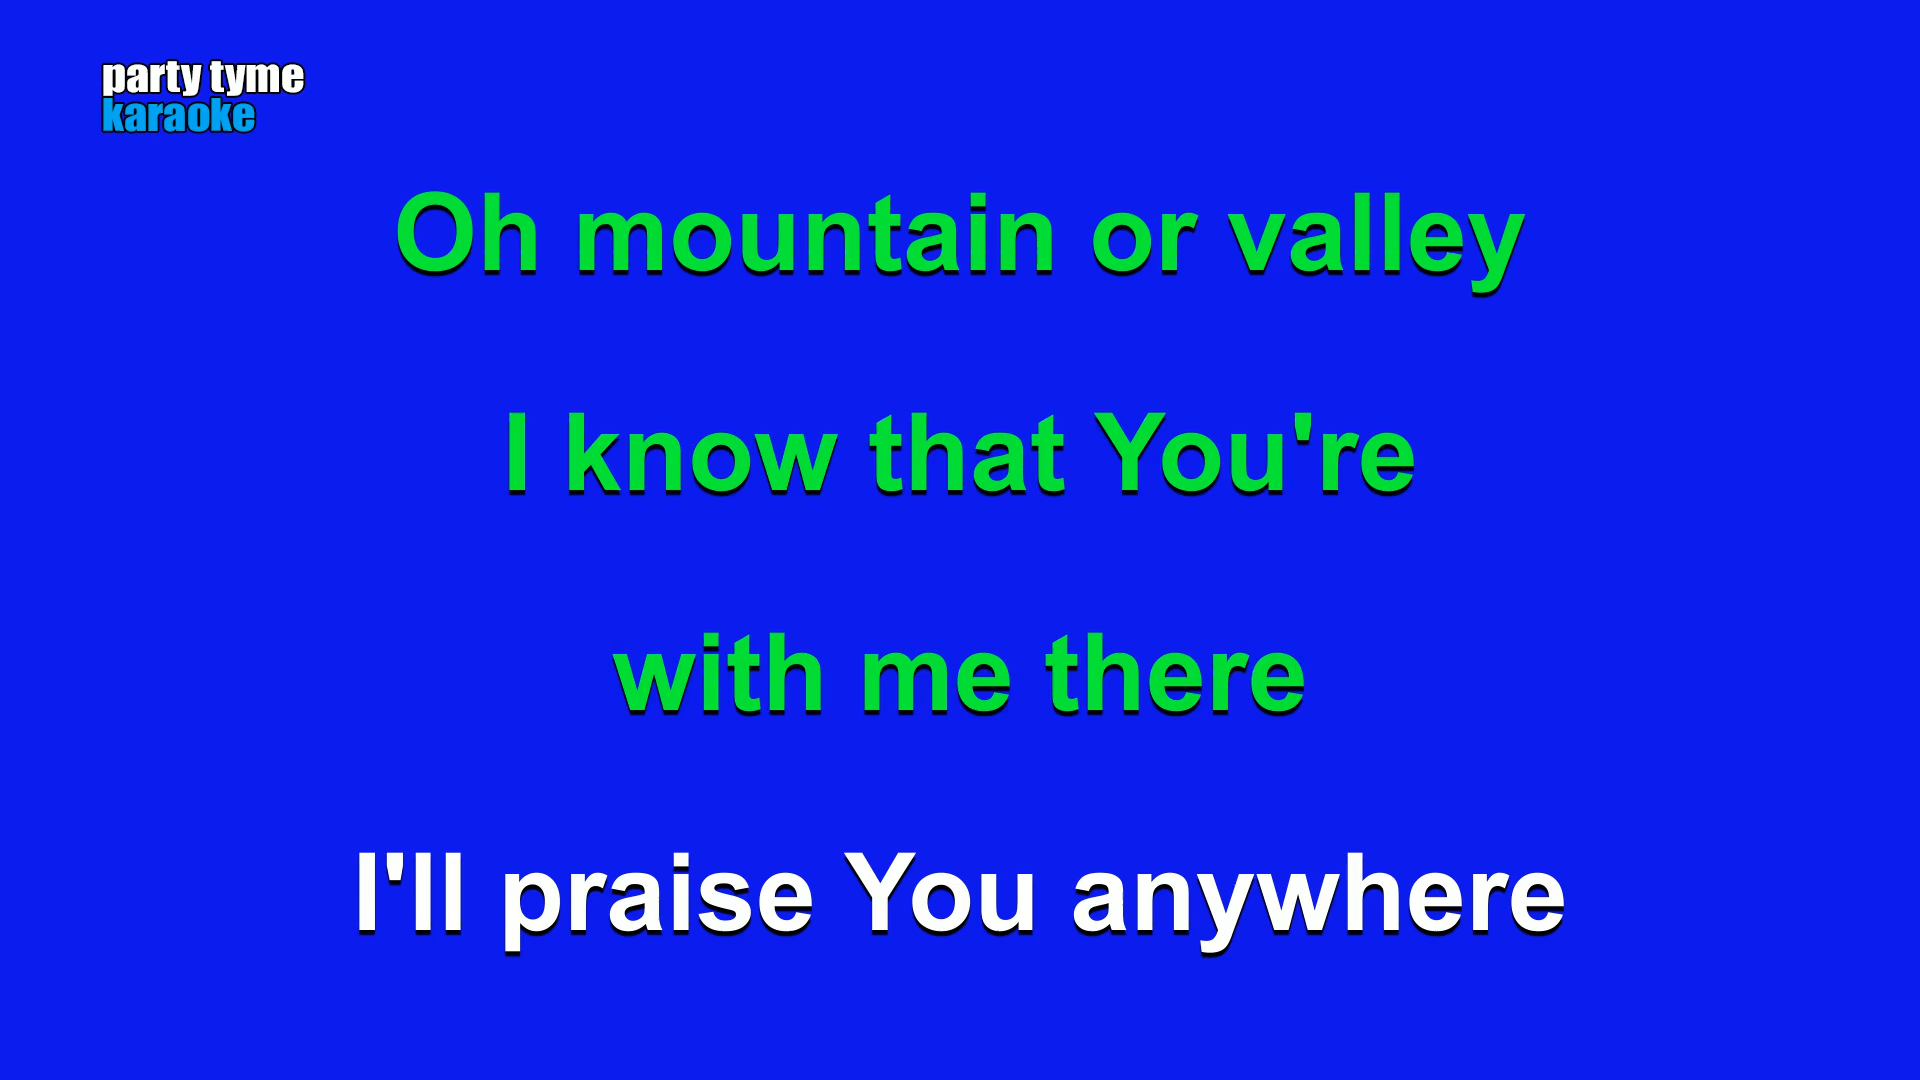 party tyme
karaoke
Oh mountain or valley
I know that You're
with me there
I'll praise You anywhere